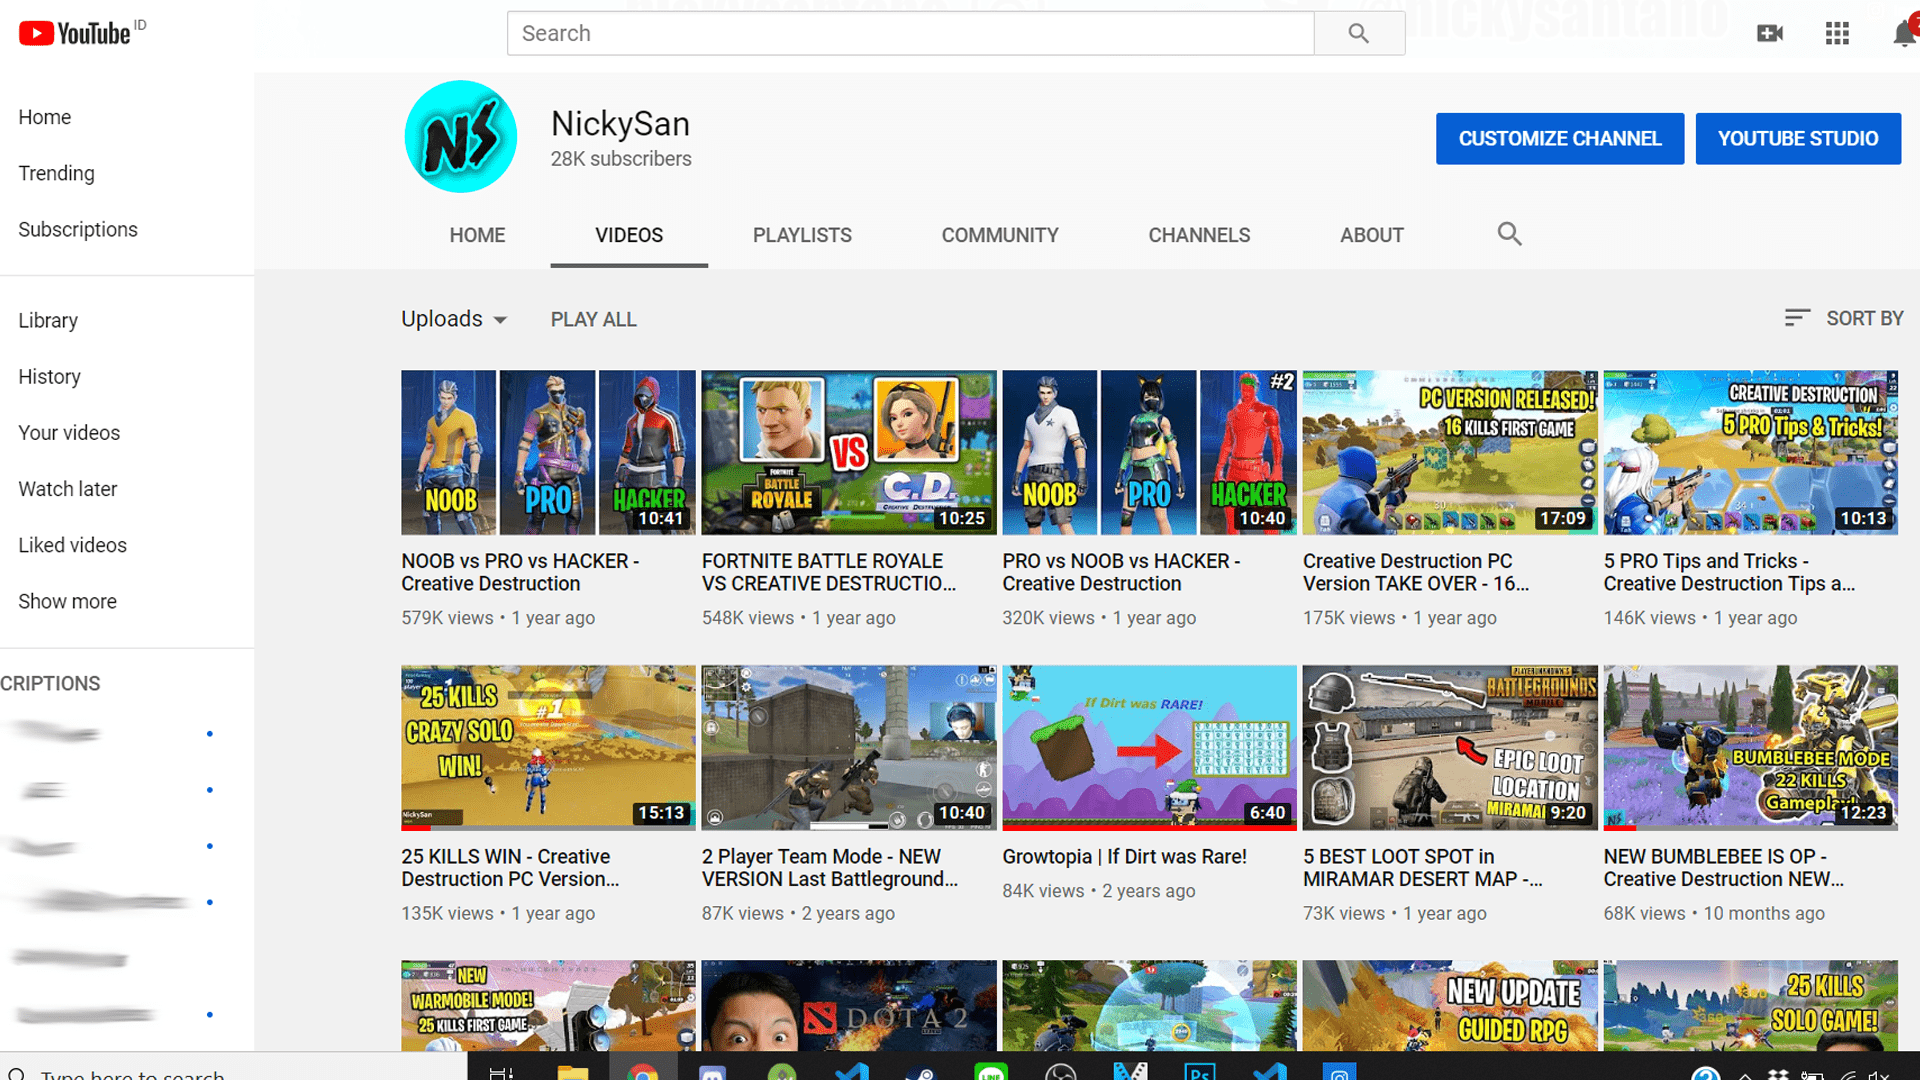 YouTube ID
Search
nickysantano
Home
Trending
Subscriptions
Library
History
Your videos
Watch later
Liked videos
Show more
CRIPTIONS
NS
NickySan
28K subscribers
CUSTOMIZE CHANNEL
YOUTUBE STUDIO
HOME
VIDEOS
PLAYLISTS
COMMUNITY
CHANNELS
ABOUT
Uploads
PLAY ALL
SORT BY
NOOB
PRO
HACKER
10:41
NOOB vs PRO vs HACKER -
Creative Destruction
579K views • 1 year ago
VS
FORTNITE
BATTLE
ROYALE
C.D.
CREATIVE DESTRUCTION
10:25
FORTNITE BATTLE ROYALE
VS CREATIVE DESTRUCTIO...
548K views • 1 year ago
#2
NOOB
PRO
HACKER
10:40
PRO vs NOOB vs HACKER -
Creative Destruction
320K views • 1 year ago
PC VERSION RELEASED!
16 KILLS FIRST GAME
17:09
Creative Destruction PC
Version TAKE OVER - 16...
175K views • 1 year ago
CREATIVE DESTRUCTION
5 PRO Tips & Tricks!
10:13
5 PRO Tips and Tricks -
Creative Destruction Tips a...
146K views • 1 year ago
25 KILLS
CRAZY SOLO
WIN!
#1
NickySan
15:13
25 KILLS WIN - Creative
Destruction PC Version...
135K views • 1 year ago
10:40
2 Player Team Mode - NEW
VERSION Last Battleground...
87K views • 2 years ago
If Dirt was RARE!
6:40
Growtopia | If Dirt was Rare!
84K views • 2 years ago
PLAYERUNKNOWN'S
BATTLEGROUNDS
MOBILE
EPIC LOOT
LOCATION
MIRAMAR
9:20
5 BEST LOOT SPOT in
MIRAMAR DESERT MAP -...
73K views • 1 year ago
BUMBLEBEE MODE
22 KILLS
Gameplay!
NS
12:23
NEW BUMBLEBEE IS OP -
Creative Destruction NEW...
68K views • 10 months ago
NEW
WARMOBILE MODE!
25 KILLS FIRST GAME
DOTA 2
NEW UPDATE
GUIDED RPG
25 KILLS
SOLO GAME!
Type here to search
LINE
Ps